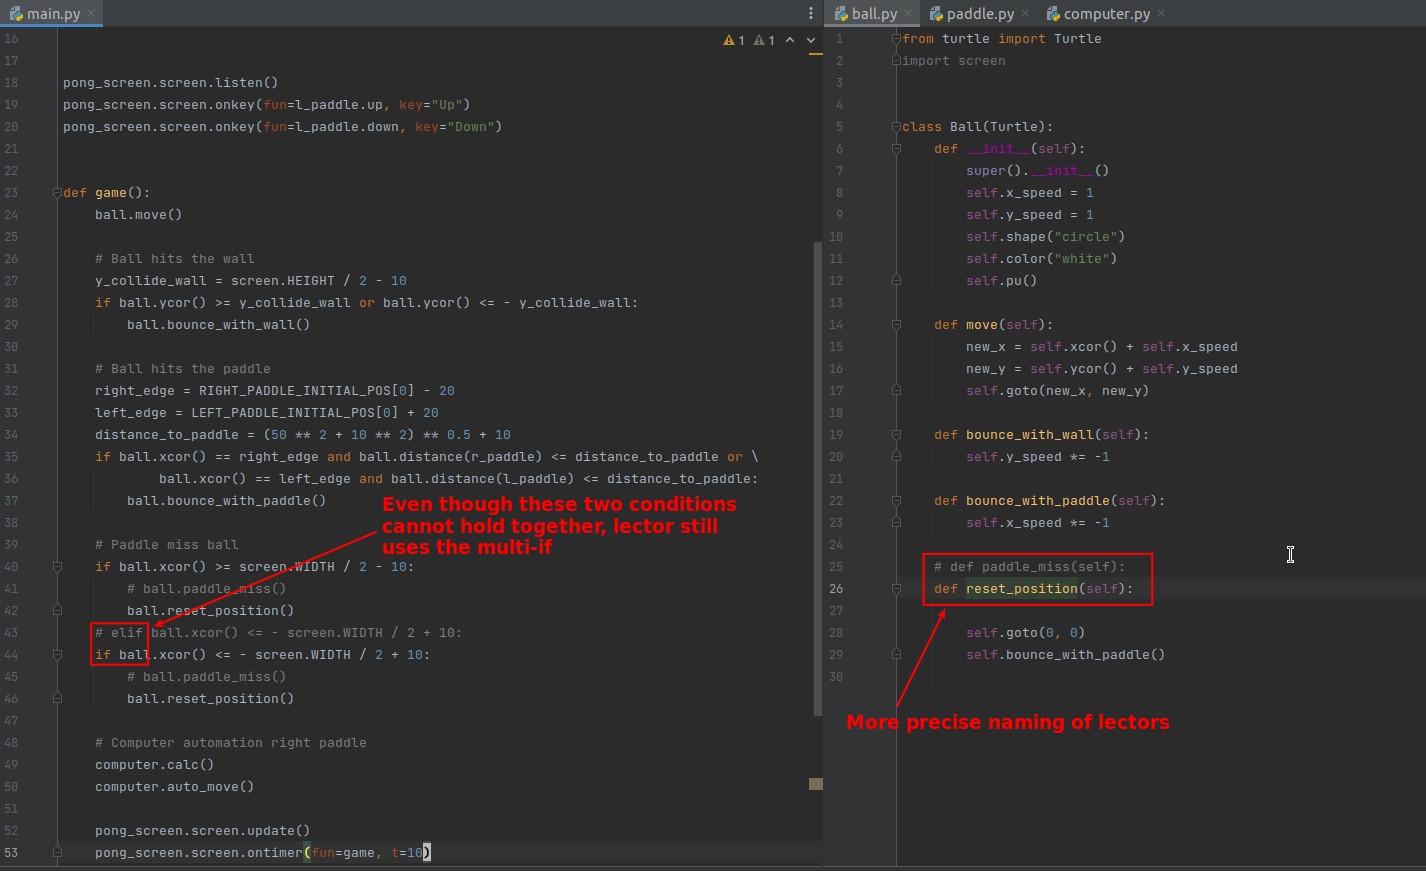 main.py
16
17
18 pong_screen.screen.listen()
19 pong_screen.screen.onkey(fun=l_paddle.up, key="Up")
20 pong_screen.screen.onkey(fun=l_paddle.down, key="Down")
21
22
23 def game():
24 ball.move()
25
26 # Ball hits the wall
27 y_collide_wall = screen.HEIGHT / 2 - 10
28 if ball.ycor() >= y_collide_wall or ball.ycor() <= - y_collide_wall:
29 ball.bounce_with_wall()
30
31 # Ball hits the paddle
32 right_edge = RIGHT_PADDLE_INITIAL_POS[0] - 20
33 left_edge = LEFT_PADDLE_INITIAL_POS[0] + 20
34 distance_to_paddle = (50 ** 2 + 10 ** 2) ** 0.5 + 10
35 if ball.xcor() == right_edge and ball.distance(r_paddle) <= distance_to_paddle or \
36 ball.xcor() == left_edge and ball.distance(l_paddle) <= distance_to_paddle:
37 ball.bounce_with_paddle()
38
39 # Paddle miss ball
40 if ball.xcor() >= screen.WIDTH / 2 - 10:
41 # ball.paddle_miss()
42 ball.reset_position()
43 # elif ball.xcor() <= - screen.WIDTH / 2 + 10:
44 if ball.xcor() <= - screen.WIDTH / 2 + 10:
45 # ball.paddle_miss()
46 ball.reset_position()
47
48 # Computer automation right paddle
49 computer.calc()
50 computer.auto_move()
51
52 pong_screen.screen.update()
53 pong_screen.screen.ontimer(fun=game, t=10)
1 1
Even though these two conditions
cannot hold together, lector still
uses the multi-if
ball.py paddle.py computer.py
1 from turtle import Turtle
2 import screen
3
4
5 class Ball(Turtle):
6 def __init__(self):
7 super().__init__()
8 self.x_speed = 1
9 self.y_speed = 1
10 self.shape("circle")
11 self.color("white")
12 self.pu()
13
14 def move(self):
15 new_x = self.xcor() + self.x_speed
16 new_y = self.ycor() + self.y_speed
17 self.goto(new_x, new_y)
18
19 def bounce_with_wall(self):
20 self.y_speed *= -1
21
22 def bounce_with_paddle(self):
23 self.x_speed *= -1
24
25 # def paddle_miss(self):
26 def reset_position(self):
27
28 self.goto(0, 0)
29 self.bounce_with_paddle()
30
More precise naming of lectors